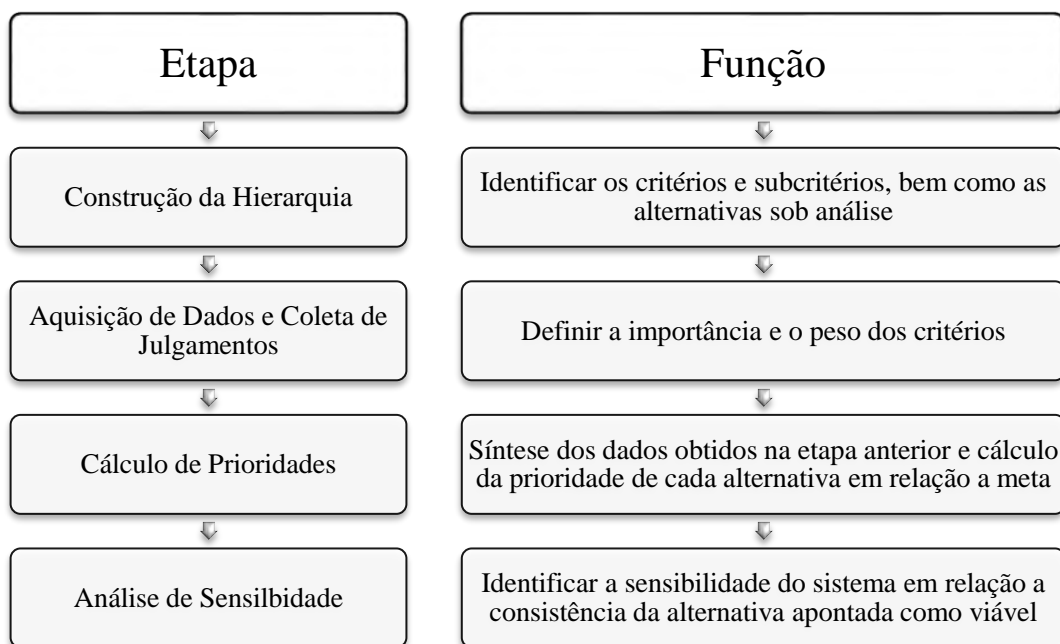 Etapa
Função
Construção da Hierarquia
Identificar os critérios e subcritérios, bem como as
alternativas sob análise
Aquisição de Dados e Coleta de
Julgamentos
Definir a importância e o peso dos critérios
Cálculo de Prioridades
Síntese dos dados obtidos na etapa anterior e cálculo
da prioridade de cada alternativa em relação a meta
Análise de Sensilbidade
Identificar a sensibilidade do sistema em relação a
consistência da alternativa apontada como viável